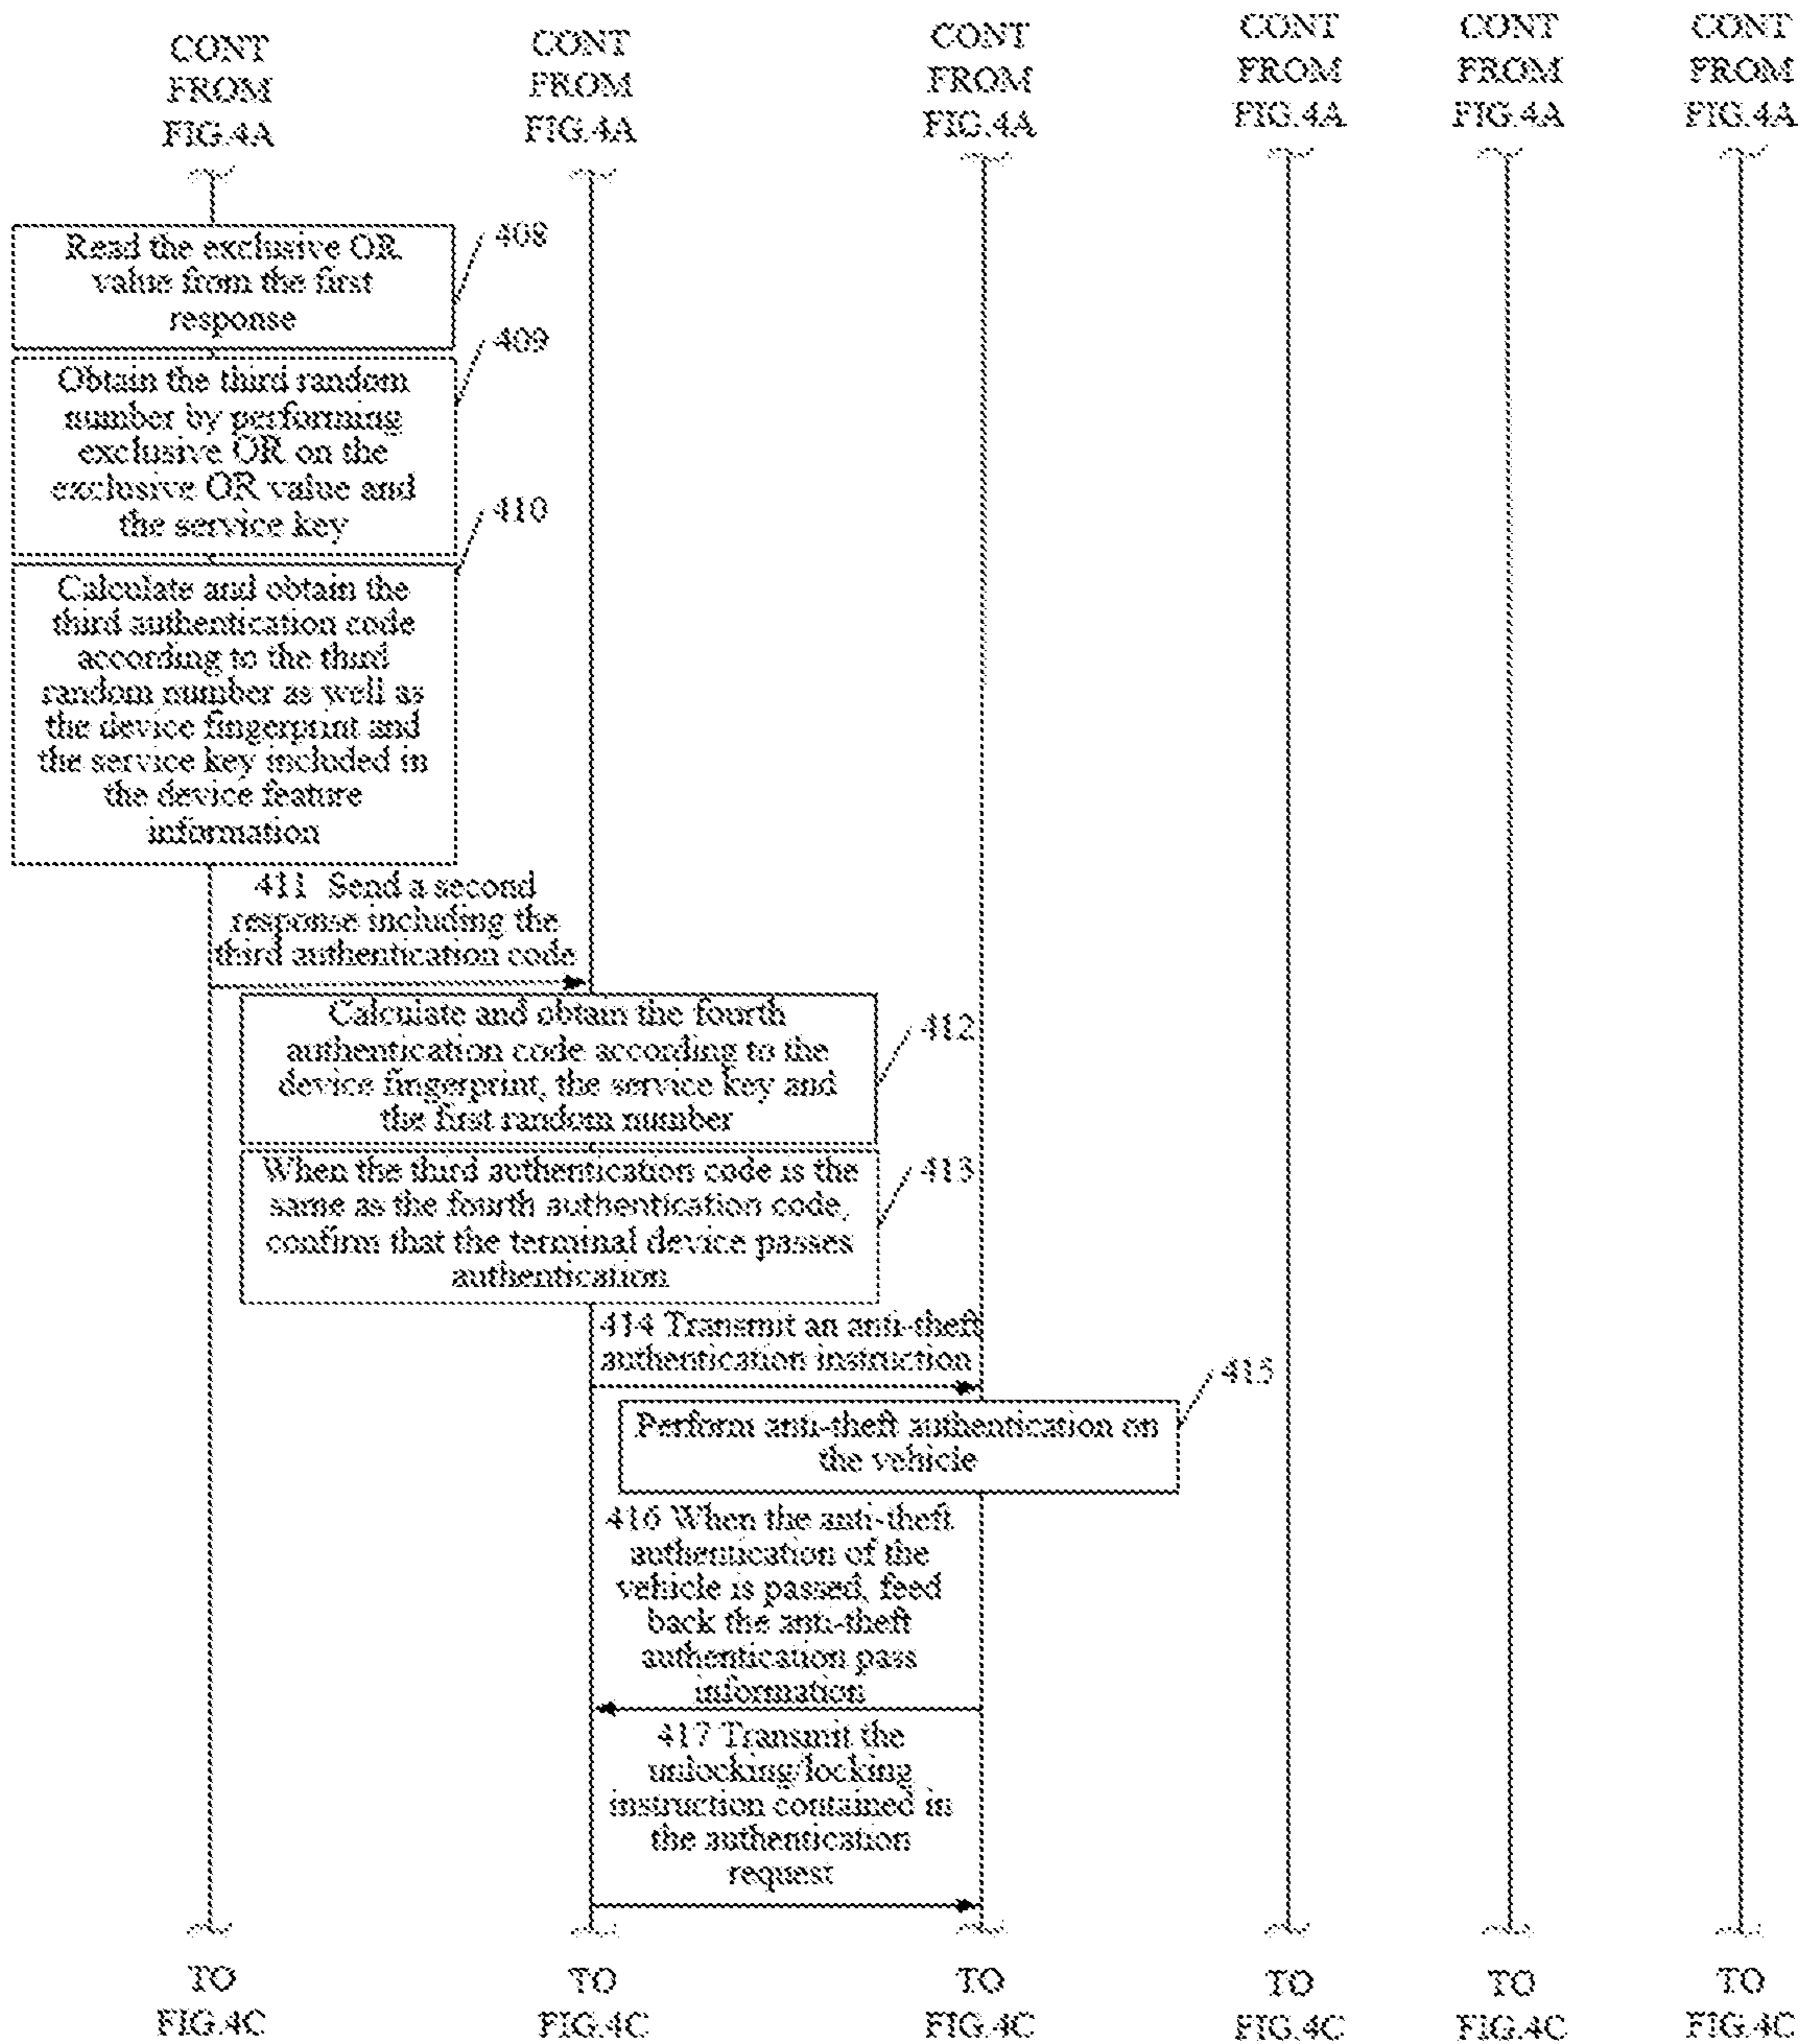 CONT
FROM
FIG.4A
CONT
FROM
FIG.4A
CONT
FROM
FIG.4A
CONT
FROM
FIG.4A
CONT
FROM
FIG.4A
CONT
FROM
FIG.4A
Read the exclusive OR
value from the first
response
408
Obtain the third random
number by performing
exclusive OR on the
exclusive OR value and
the service key
409
Calculate and obtain the
third authentication code
according to the third
random number as well as
the device fingerprint and
the service key included in
the device feature
information
410
411 Send a second
response including the
third authentication code
Calculate and obtain the fourth
authentication code according to the
device fingerprint, the service key and
the first random number
412
When the third authentication code is the
same as the fourth authentication code,
confirm that the terminal device passes
authentication
413
414 Transmit an anti-theft
authentication instruction
415
Perform anti-theft authentication on
the vehicle
416 When the anti-theft
authentication of the
vehicle is passed, feed
back the anti-theft
authentication pass
information
417 Transmit the
unlocking/locking
instruction contained in
the authentication
request
TO
FIG.4C
TO
FIG.4C
TO
FIG.4C
TO
FIG.4C
TO
FIG.4C
TO
FIG.4C